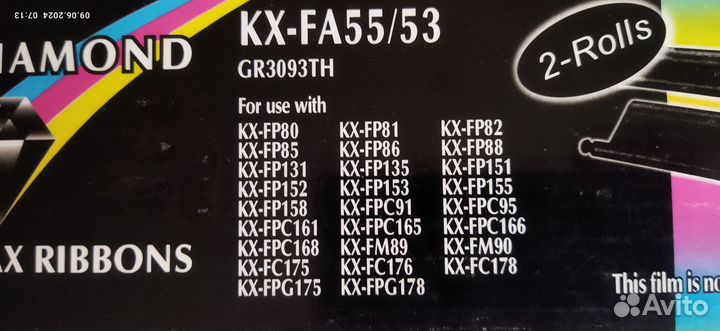 09.06.2024 07:13
KX-FA55/53
2-Rolls
DIAMOND
GR3093TH
For use with
KX-FP80 KX-FP81 KX-FP82
KX-FP85 KX-FP86 KX-FP88
KX-FP131 KX-FP135 KX-FP151
KX-FP152 KX-FP153 KX-FP155
KX-FP158 KX-FPC91 KX-FPC95
KX-FPC161 KX-FPC165 KX-FPC166
KX-FPC168 KX-FM89 KX-FM90
KX-FC175 KX-FC176 KX-FC178
KX-FPG175 KX-FPG178
AX RIBBONS
This film is no
Avito